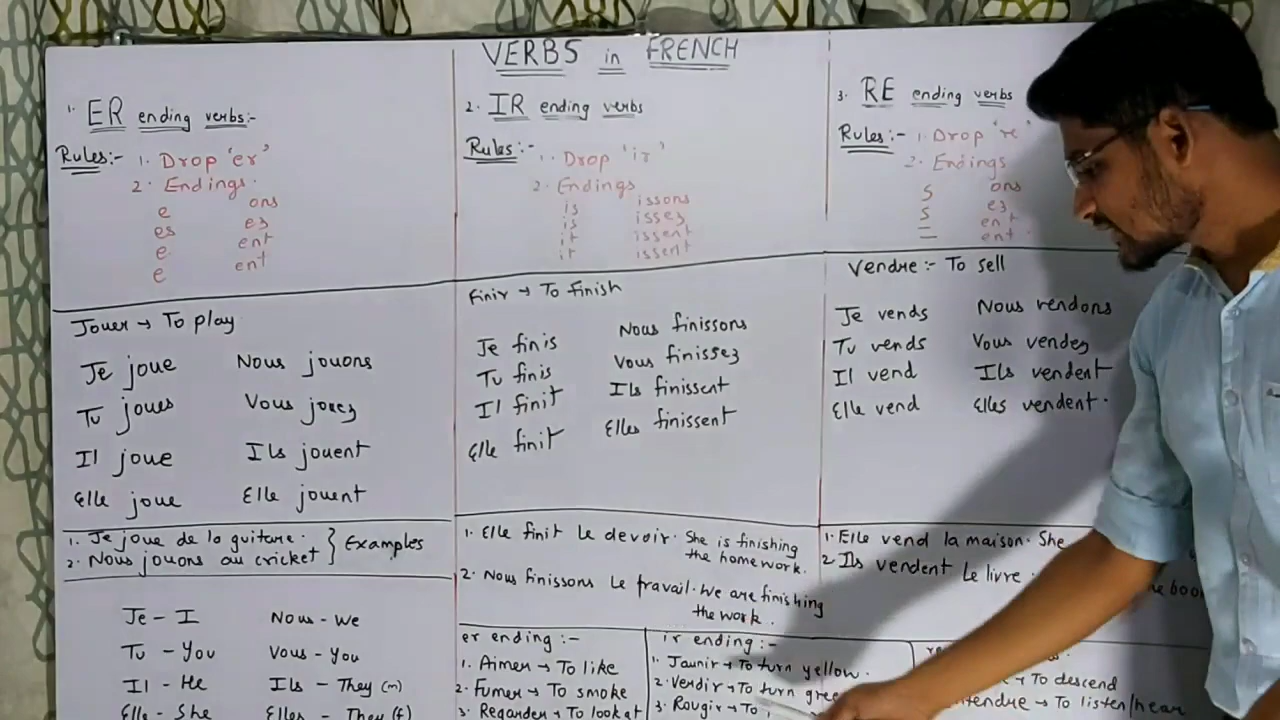 VERBS in FRENCH
1. ER ending verbs:-
Rules:- 1. Drop 'er'
2. Endings.
e ons
es ez
e ent
e ent
Jouer → To play
Je joue Nous jouons
Tu joues Vous jouez
Il joue Ils jouent
Elle joue Elle jouent
1. Je joue de la guitare.
2. Nous jouons au cricket } Examples
Je - I Nous - We
Tu - You Vous - You
Il - He Ils - They (m)
Elle - She Elles - They (f)
2. IR ending verbs
Rules:- 1. Drop 'ir'
2. Endings
is issons
is issez
it issent
it issent
Finir → To Finish
Je finis Nous finissons
Tu finis Vous finissez
Il finit Ils finissent
Elle finit Elles finissent
1. Elle finit le devoir. She is finishing
the homework.
2. Nous finissons le travail. We are finishing
the work.
er ending:-
1. Aimer → To like
2. Fumer → To smoke
3. Regarder → To look at
ir ending:-
1. Jaunir → To turn yellow.
2. Verdir → To turn
3. Rougir → To
3. RE ending verbs
Rules:- 1. Drop 're'
2. Endings
s ons
s ez
— ent
— ent.
Vendre:- To sell
Je vends Nous vendons
Tu vends Vous vendez
Il vend Ils vendent
Elle vend Elles vendent.
1. Elle vend la maison. She
2 Ils vendent le livre.
→ To descend
→ To listen/hear